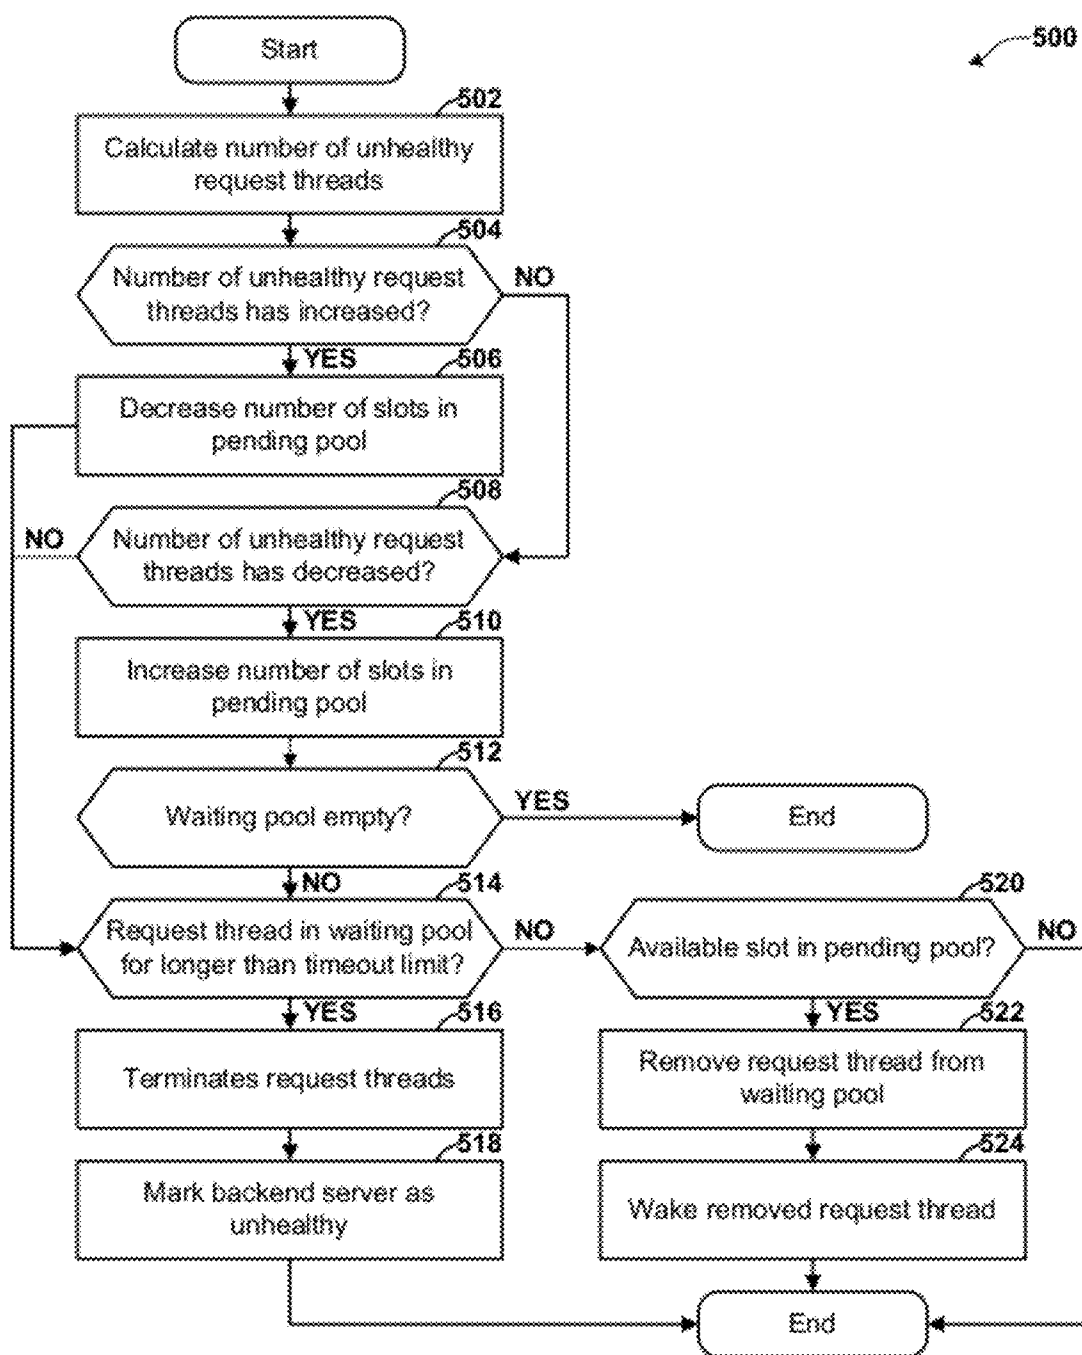 Start
500
502
Calculate number of unhealthy
request threads
504
Number of unhealthy request
threads has increased?
NO
YES
506
Decrease number of slots in
pending pool
508
NO
Number of unhealthy request
threads has decreased?
YES
510
Increase number of slots in
pending pool
512
Waiting pool empty?
YES
End
NO
514
Request thread in waiting pool
for longer than timeout limit?
NO
520
Available slot in pending pool?
NO
YES
516
Terminates request threads
518
Mark backend server as
unhealthy
YES
522
Remove request thread from
waiting pool
524
Wake removed request thread
End